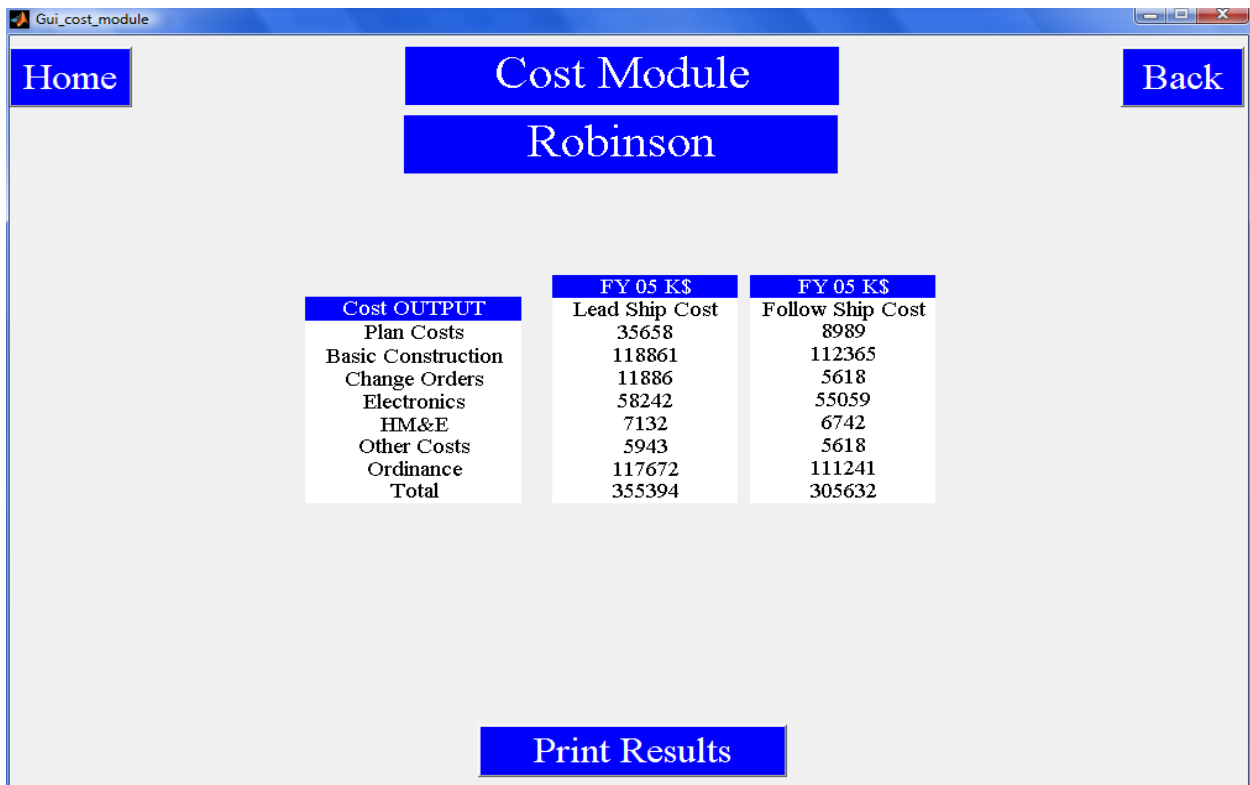 Gui_cost_module
Home
Cost Module
Back
Robinson
FY 05 K$ FY 05 K$
Cost OUTPUT Lead Ship Cost Follow Ship Cost
Plan Costs 35658 8989
Basic Construction 118861 112365
Change Orders 11886 5618
Electronics 58242 55059
HM&E 7132 6742
Other Costs 5943 5618
Ordinance 117672 111241
Total 355394 305632
Print Results